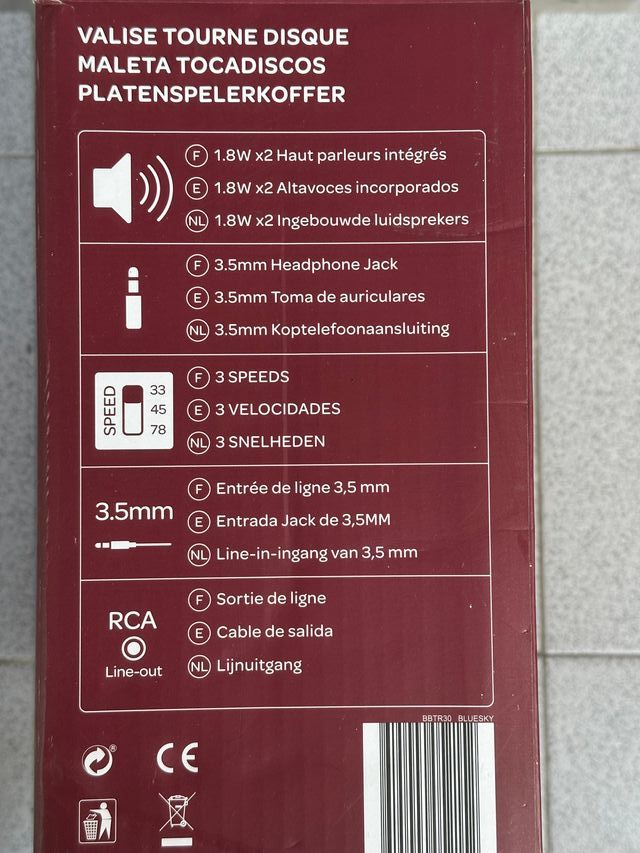 VALISE TOURNE DISQUE
MALETA TOCADISCOS
PLATENSPELERKOFFER
F 1.8W x2 Haut parleurs intégrés
E 1.8W x2 Altavoces incorporados
NL 1.8W x2 Ingebouwde luidsprekers
F 3.5mm Headphone Jack
E 3.5mm Toma de auriculares
NL 3.5mm Koptelefoonaansluiting
SPEED
33
45
78
F 3 SPEEDS
E 3 VELOCIDADES
NL 3 SNELHEDEN
3.5mm
F Entrée de ligne 3,5 mm
E Entrada Jack de 3,5MM
NL Line-in-ingang van 3,5 mm
RCA
Line-out
F Sortie de ligne
E Cable de salida
NL Lijnuitgang
BBTR30 BLUESKY
®
CE